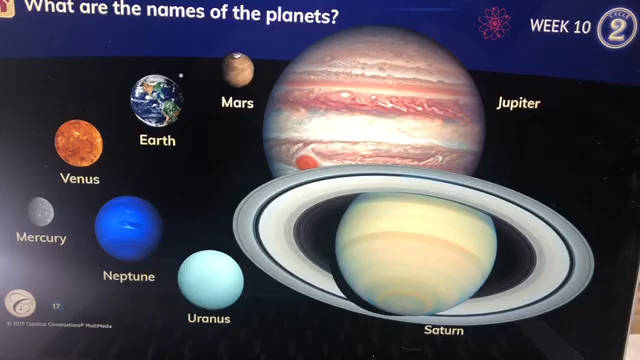 What are the names of the planets?
WEEK 10
CYCLE
2
Mars
Jupiter
Earth
Venus
Mercury
Neptune
Uranus
Saturn
17
© 2019 Classical Conversations® MultiMedia